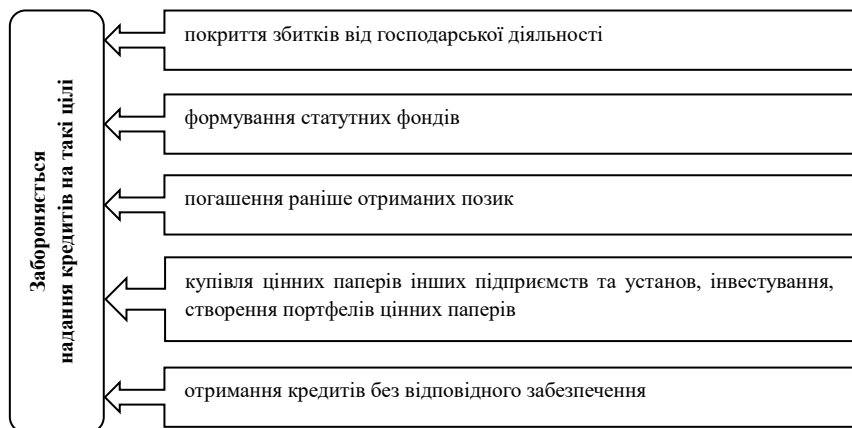 Забороняється
надання кредитів на такі цілі
покриття збитків від господарської діяльності
формування статутних фондів
погашення раніше отриманих позик
купівля цінних паперів інших підприємств та установ, інвестування,
створення портфелів цінних паперів
отримання кредитів без відповідного забезпечення